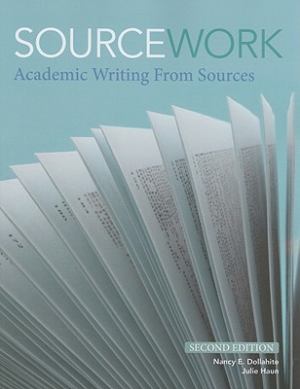 SOURCEWORK
Academic Writing From Sources
SECOND EDITION
Nancy E. Dollahite
Julie Haun